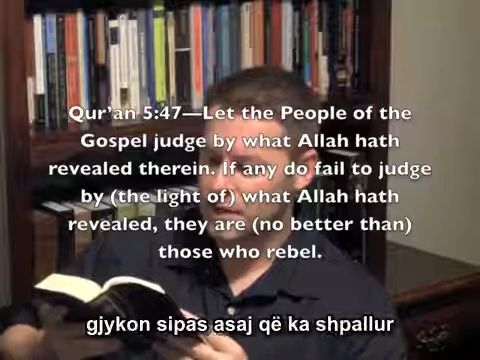 Qur'an 5:47—Let the People of the
Gospel judge by what Allah hath
revealed therein. If any do fail to judge
by (the light of) what Allah hath
revealed, they are (no better than)
those who rebel.
gjykon sipas asaj që ka shpallur